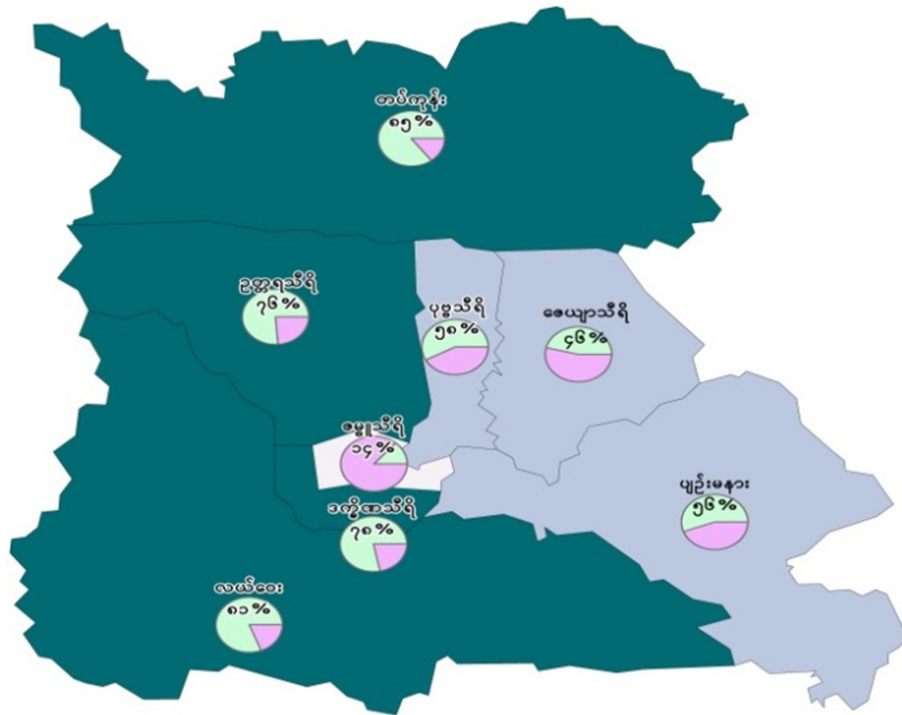 တပ်ကုန်း
၈၅%
ဥတ္တရသီရိ
၇၆%
ပုဗ္ဗသီရိ
၅၈%
ဇေယျာသီရိ
၄၆%
ဇမ္ဗူသီရိ
၁၄%
ပျဉ်းမနား
၅၆%
ဒက္ခိဏသီရိ
၇၈%
လယ်ဝေး
၈၁%